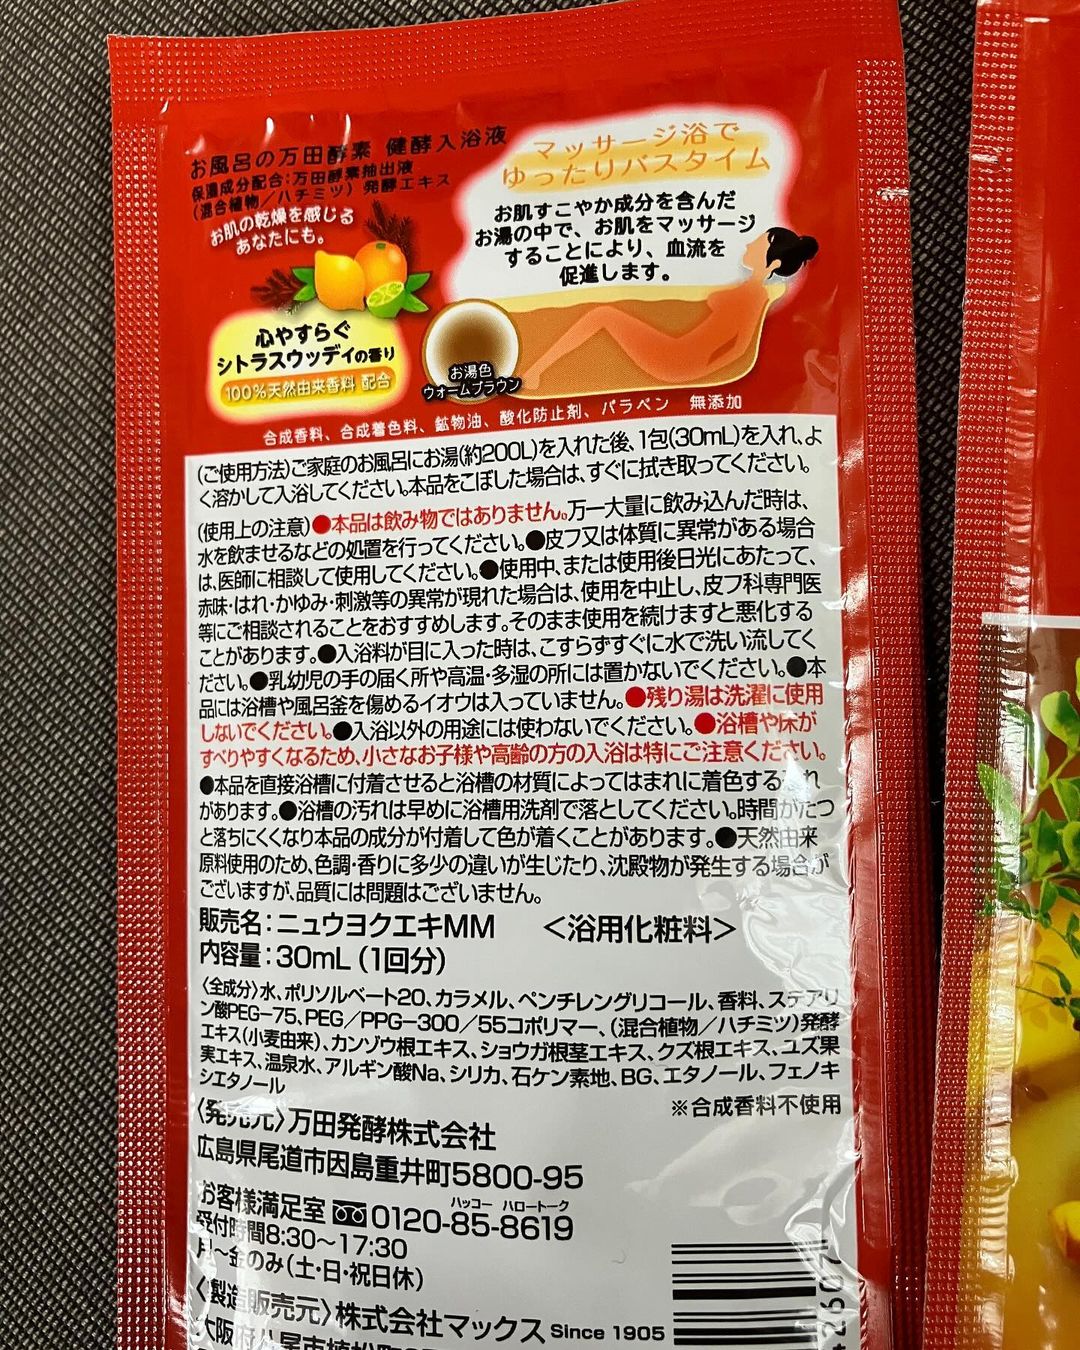 お風呂の万田酵素 健酵入浴液
保湿成分配合:万田酵素抽出液
(混合植物/ハチミツ)発酵エキス
お肌の乾燥を感じる
あなたにも。
マッサージ浴で
ゆったりバスタイム
お肌すこやか成分を含んだ
お湯の中で、お肌をマッサージ
することにより、血流を
促進します。
心やすらぐ
シトラスウッディの香り
100%天然由来香料 配合
お湯色
ウォームブラウン
合成香料、合成着色料、鉱物油、酸化防止剤、パラベン 無添加
(ご使用方法)ご家庭のお風呂にお湯(約200L)を入れた後、1包(30mL)を入れ、よ
く溶かして入浴してください。本品をこぼした場合は、すぐに拭き取ってください。
(使用上の注意)●本品は飲み物ではありません。万一大量に飲み込んだ時は、
水を飲ませるなどの処置を行ってください。●皮フ又は体質に異常がある場合
は、医師に相談して使用してください。●使用中、または使用後日光にあたって、
赤味・はれ・かゆみ・刺激等の異常が現れた場合は、使用を中止し、皮フ科専門医
等にご相談されることをおすすめします。そのまま使用を続けますと悪化する
ことがあります。●入浴料が目に入った時は、こすらずすぐに水で洗い流してく
ださい。●乳幼児の手の届く所や高温・多湿の所には置かないでください。●本
品には浴槽や風呂釜を傷めるイオウは入っていません。●残り湯は洗濯に使用
しないでください。●入浴以外の用途には使わないでください。●浴槽や床が
すべりやすくなるため、小さなお子様や高齢の方の入浴は特にご注意ください。
●本品を直接浴槽に付着させると浴槽の材質によってはまれに着色する恐れ
があります。●浴槽の汚れは早めに浴槽用洗剤で落としてください。時間がたつ
と落ちにくくなり本品の成分が付着して色が着くことがあります。●天然由来
原料使用のため、色調・香りに多少の違いが生じたり、沈殿物が発生する場合が
ございますが、品質には問題はございません。
販売名:ニュウヨクエキMM <浴用化粧料>
内容量:30mL(1回分)
〈全成分〉水、ポリソルベート20、カラメル、ペンチレングリコール、香料、ステアリ
ン酸PEG-75、PEG/PPG-300/55コポリマー、(混合植物/ハチミツ)発酵
エキス(小麦由来)、カンゾウ根エキス、ショウガ根茎エキス、クズ根エキス、ユズ果
実エキス、温泉水、アルギン酸Na、シリカ、石ケン素地、BG、エタノール、フェノキ
シエタノール
※合成香料不使用
〈発売元〉万田発酵株式会社
広島県尾道市因島重井町5800-95
ハッコー ハロートーク
お客様満足室 0120-85-8619
受付時間8:30〜17:30
月〜金のみ(土・日・祝日休)
〈製造販売元〉株式会社マックス Since 1905
大阪府八尾市植松町